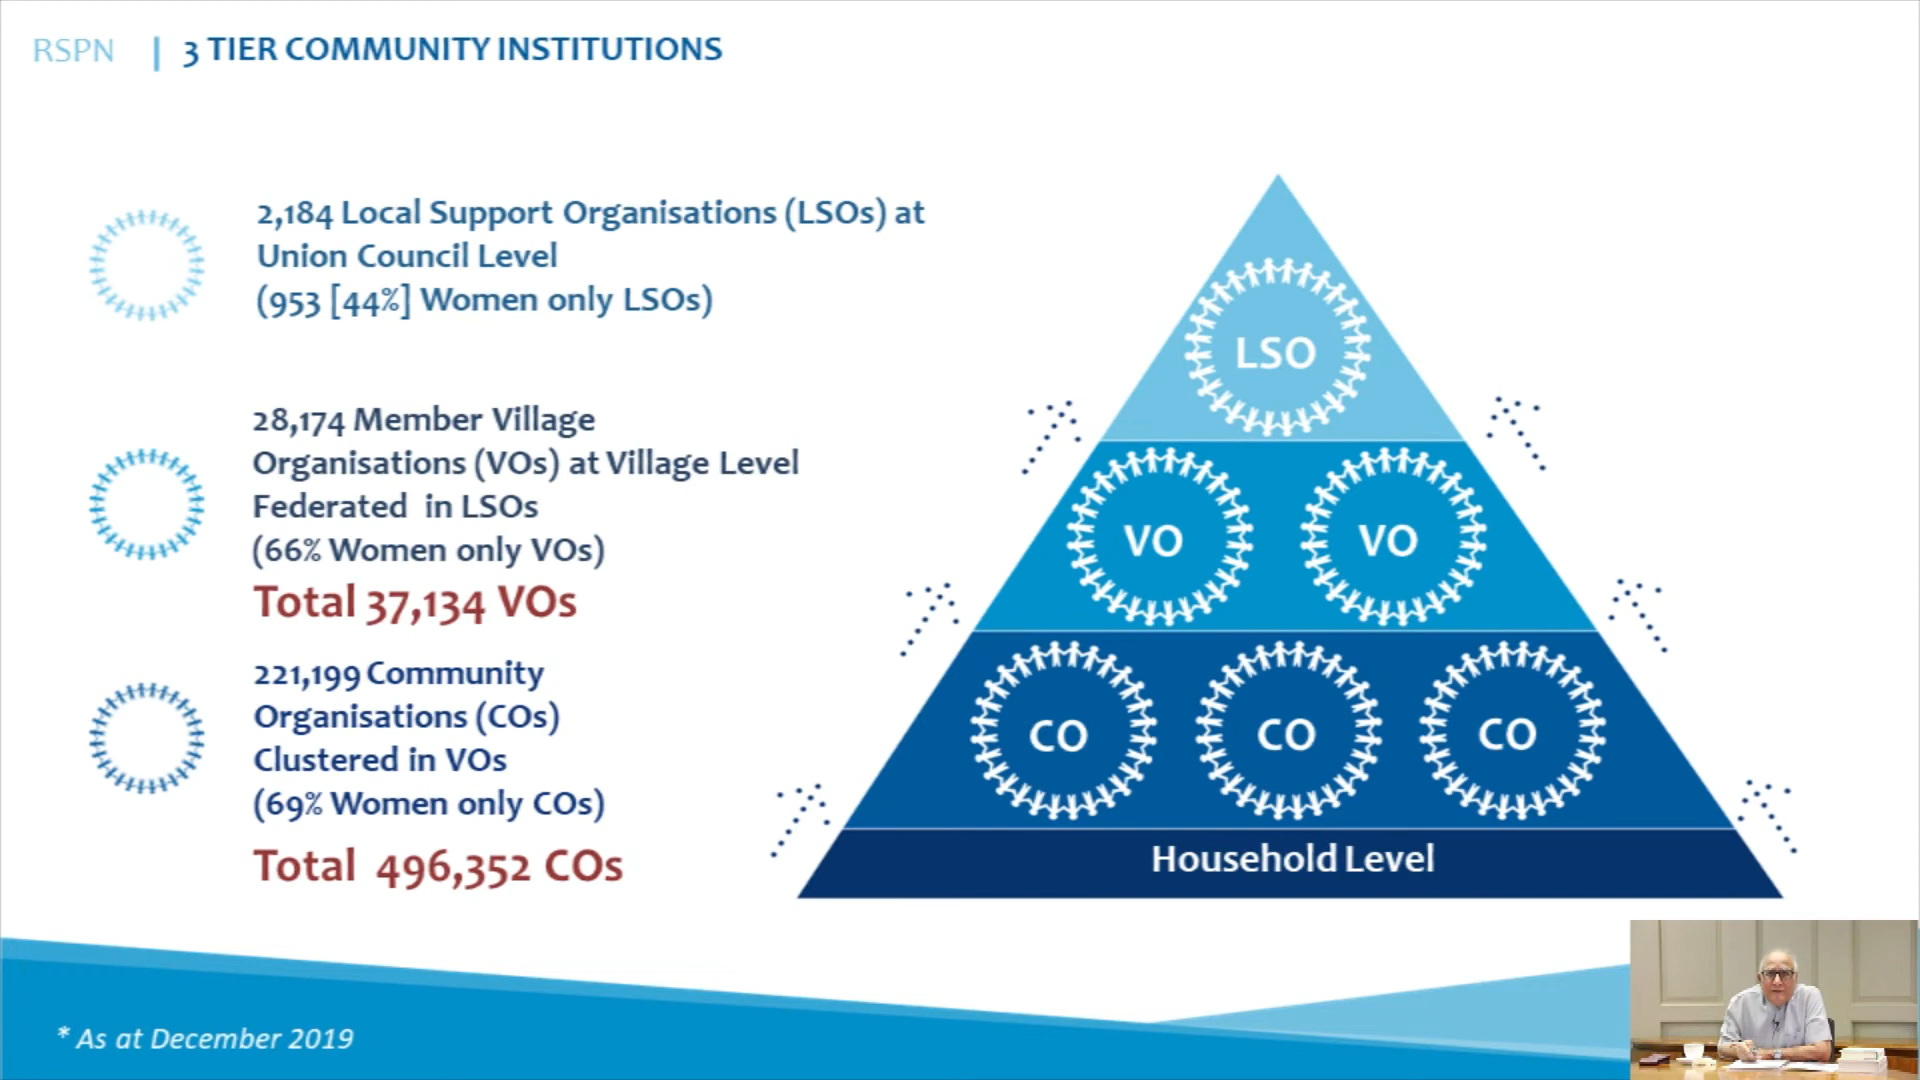 RSPN | 3 TIER COMMUNITY INSTITUTIONS
2,184 Local Support Organisations (LSOs) at
Union Council Level
(953 [44%] Women only LSOs)
28,174 Member Village
Organisations (VOs) at Village Level
Federated in LSOs
(66% Women only VOs)
Total 37,134 VOs
221,199 Community
Organisations (COs)
Clustered in VOs
(69% Women only COs)
Total 496,352 COs
LSO
VO VO
CO CO CO
Household Level
* As at December 2019